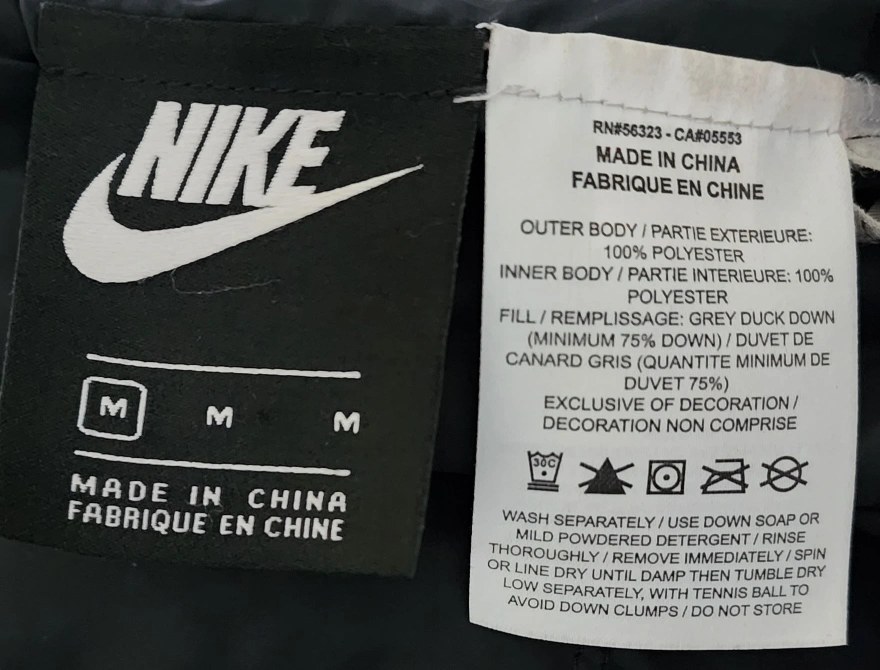 NIKE
M M M
MADE IN CHINA
FABRIQUE EN CHINE
RN#56323 - CA#05553
MADE IN CHINA
FABRIQUE EN CHINE
OUTER BODY / PARTIE EXTERIEURE:
100% POLYESTER
INNER BODY / PARTIE INTERIEURE: 100%
POLYESTER
FILL / REMPLISSAGE: GREY DUCK DOWN
(MINIMUM 75% DOWN) / DUVET DE
CANARD GRIS (QUANTITE MINIMUM DE
DUVET 75%)
EXCLUSIVE OF DECORATION /
DECORATION NON COMPRISE
30C
WASH SEPARATELY / USE DOWN SOAP OR
MILD POWDERED DETERGENT / RINSE
THOROUGHLY / REMOVE IMMEDIATELY / SPIN
OR LINE DRY UNTIL DAMP THEN TUMBLE DRY
LOW SEPARATELY, WITH TENNIS BALL TO
AVOID DOWN CLUMPS / DO NOT STORE